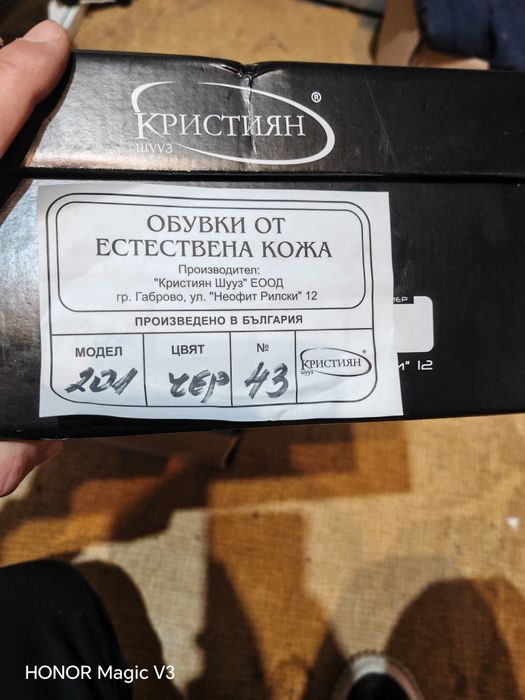 КРИСТИЯН®
ШУУЗ
ОБУВКИ ОТ
ЕСТЕСТВЕНА КОЖА
Производител:
"Кристиян Шууз" ЕООД
гр. Габрово, ул. "Неофит Рилски" 12
ПРОИЗВЕДЕНО В БЪЛГАРИЯ
МОДЕЛ ЦВЯТ №
201 ЧЕР 43
КРИСТИЯН
ШУУЗ
12
HONOR Magic V3